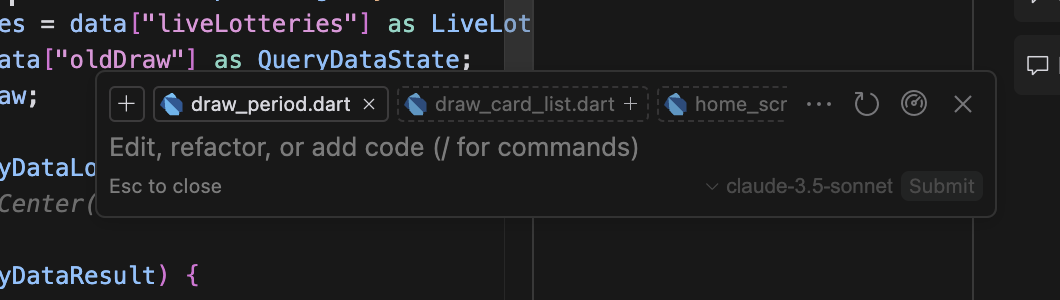 es = data["liveLotteries"] as LiveLot
ata["oldDraw"] as QueryDataState;
aw;
draw_period.dart × draw_card_list.dart + home_scr ···
Edit, refactor, or add code (/ for commands)
yDataLo
Esc to close claude-3.5-sonnet Submit
Center(
yDataResult) {